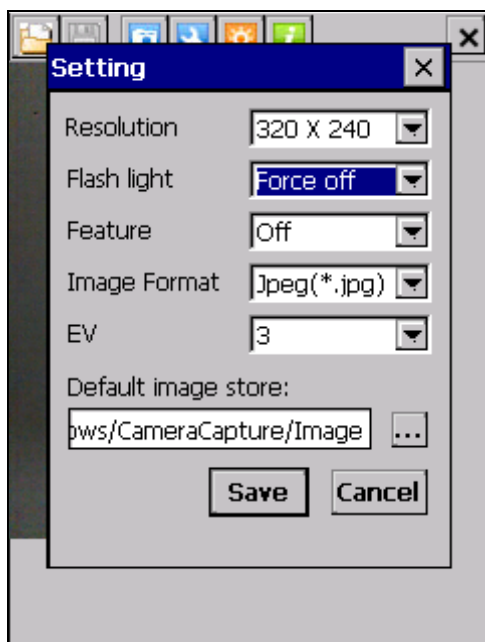 Setting
Resolution 320 X 240
Flash light Force off
Feature Off
Image Format Jpeg(*.jpg)
EV 3
Default image store:
ows/CameraCapture/Image ...
Save Cancel